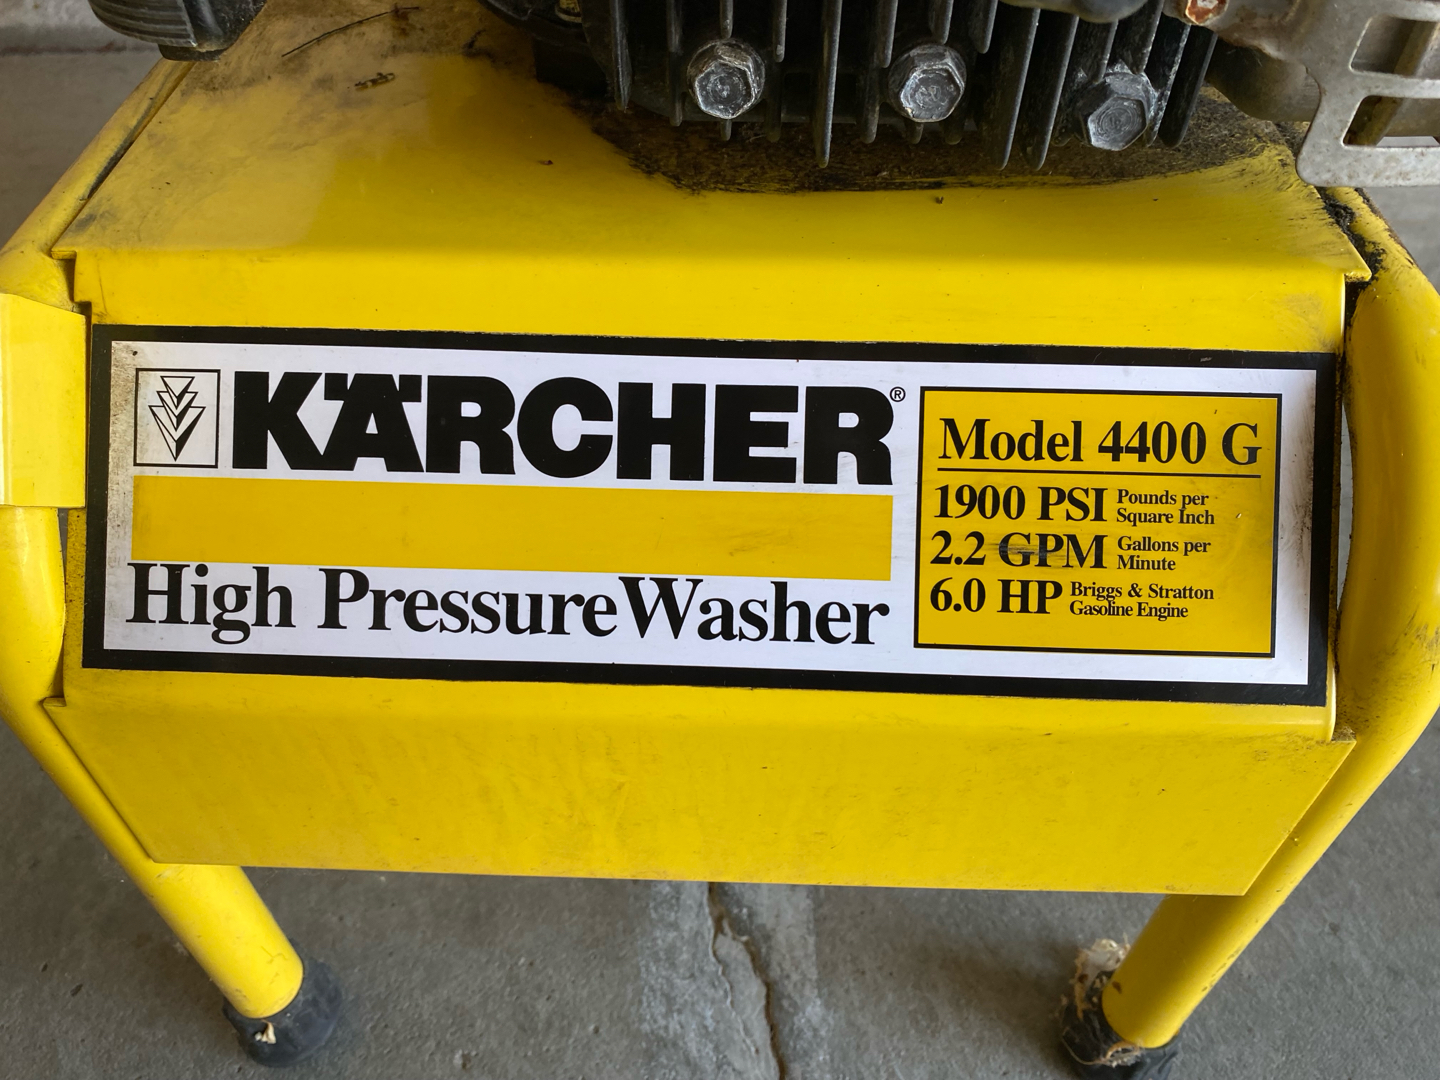 KÄRCHER®
High Pressure Washer
Model 4400 G
1900 PSI Pounds per
Square Inch
2.2 GPM Gallons per
Minute
6.0 HP Briggs & Stratton
Gasoline Engine